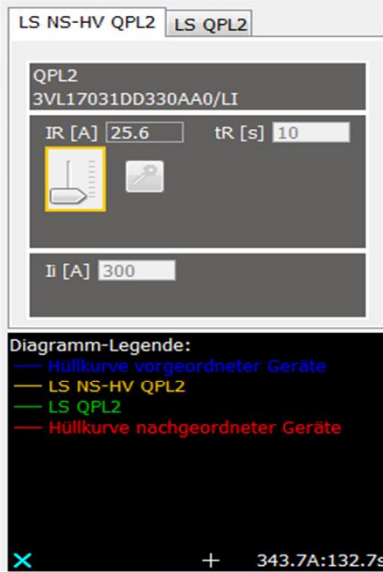 LS NS-HV QPL2
LS QPL2
QPL2
3VL17031DD330AA0/LI
IR [A] 25.6 tR [s] 10
Ii [A] 300
Diagramm-Legende:
Hüllkurve vorgeordneter Geräte
LS NS-HV QPL2
LS QPL2
Hüllkurve nachgeordneter Geräte
343.7A:132.7s